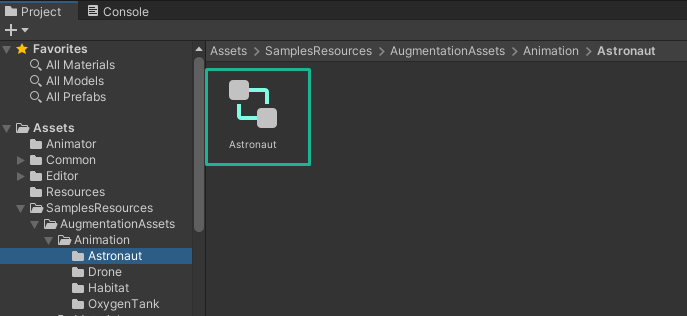 Project
Console
Favorites
All Materials
All Models
All Prefabs
Assets
Animator
Common
Editor
Resources
SamplesResources
AugmentationAssets
Animation
Astronaut
Drone
Habitat
OxygenTank
Assets > SamplesResources > AugmentationAssets > Animation > Astronaut
Astronaut